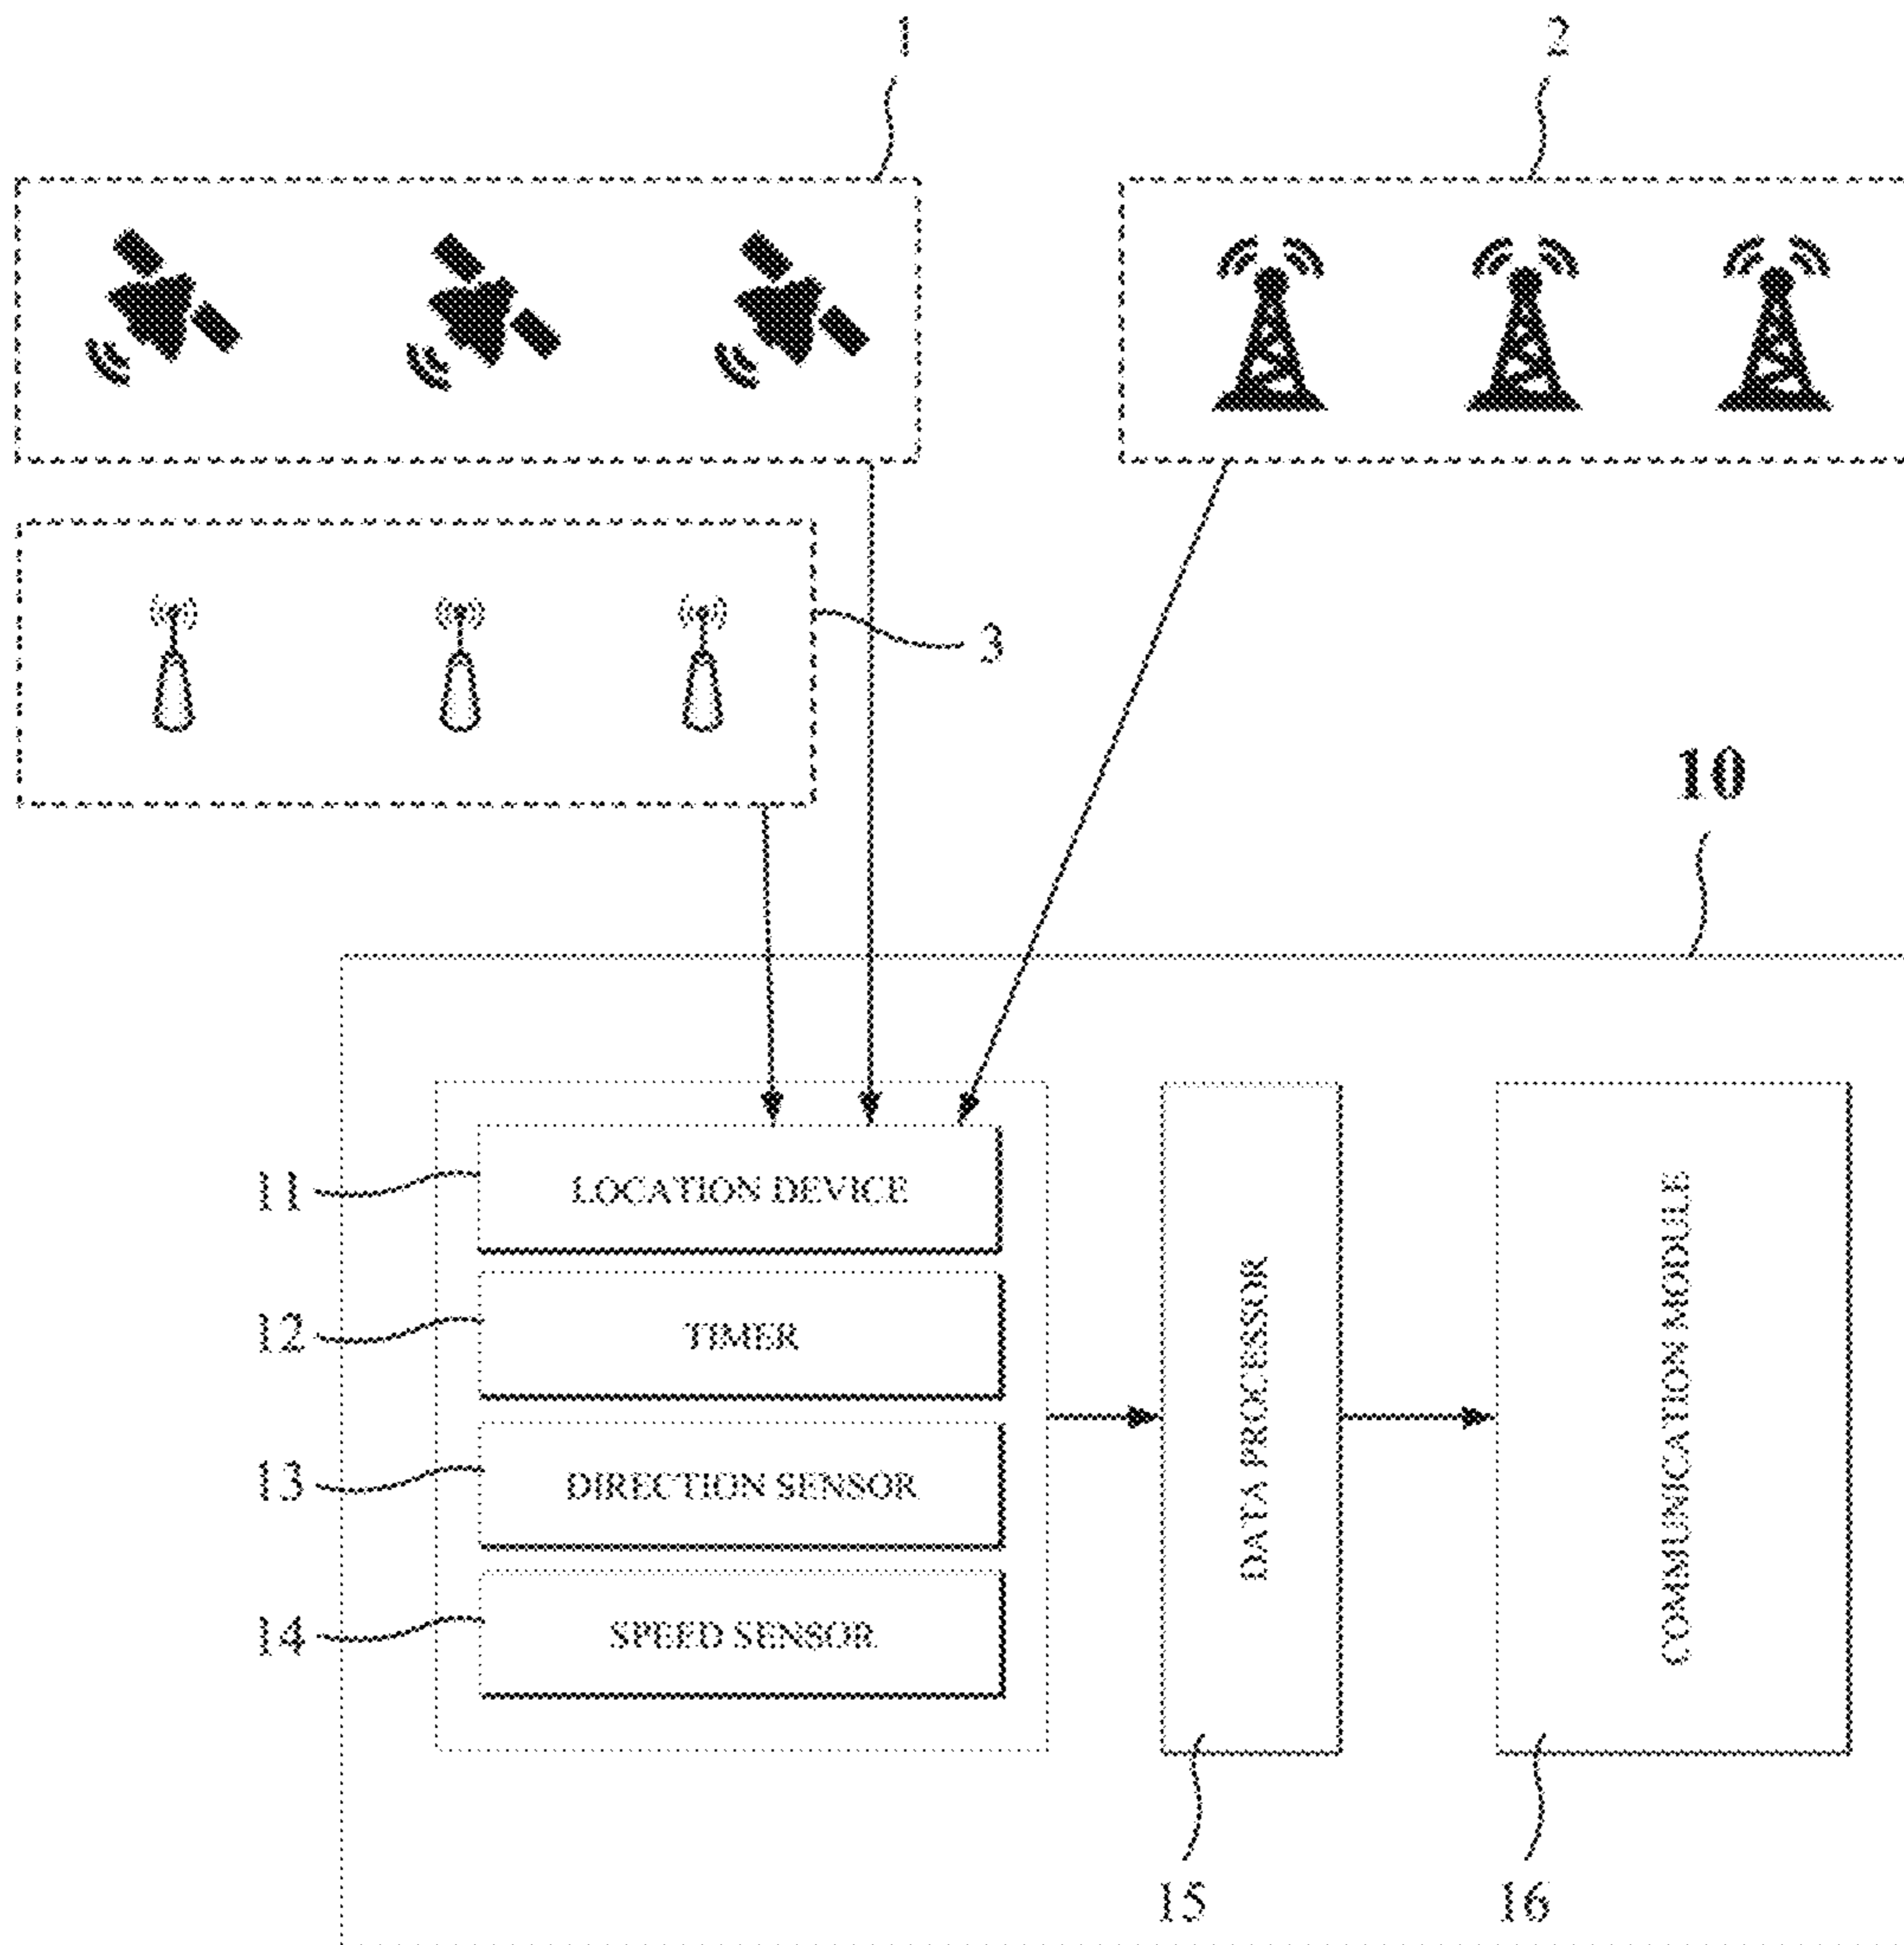 1
2
3
10
11
LOCATION DEVICE
12
TIMER
13
DIRECTION SENSOR
14
SPEED SENSOR
DATA PROCESSOR
COMMUNICATION MODULE
15
16